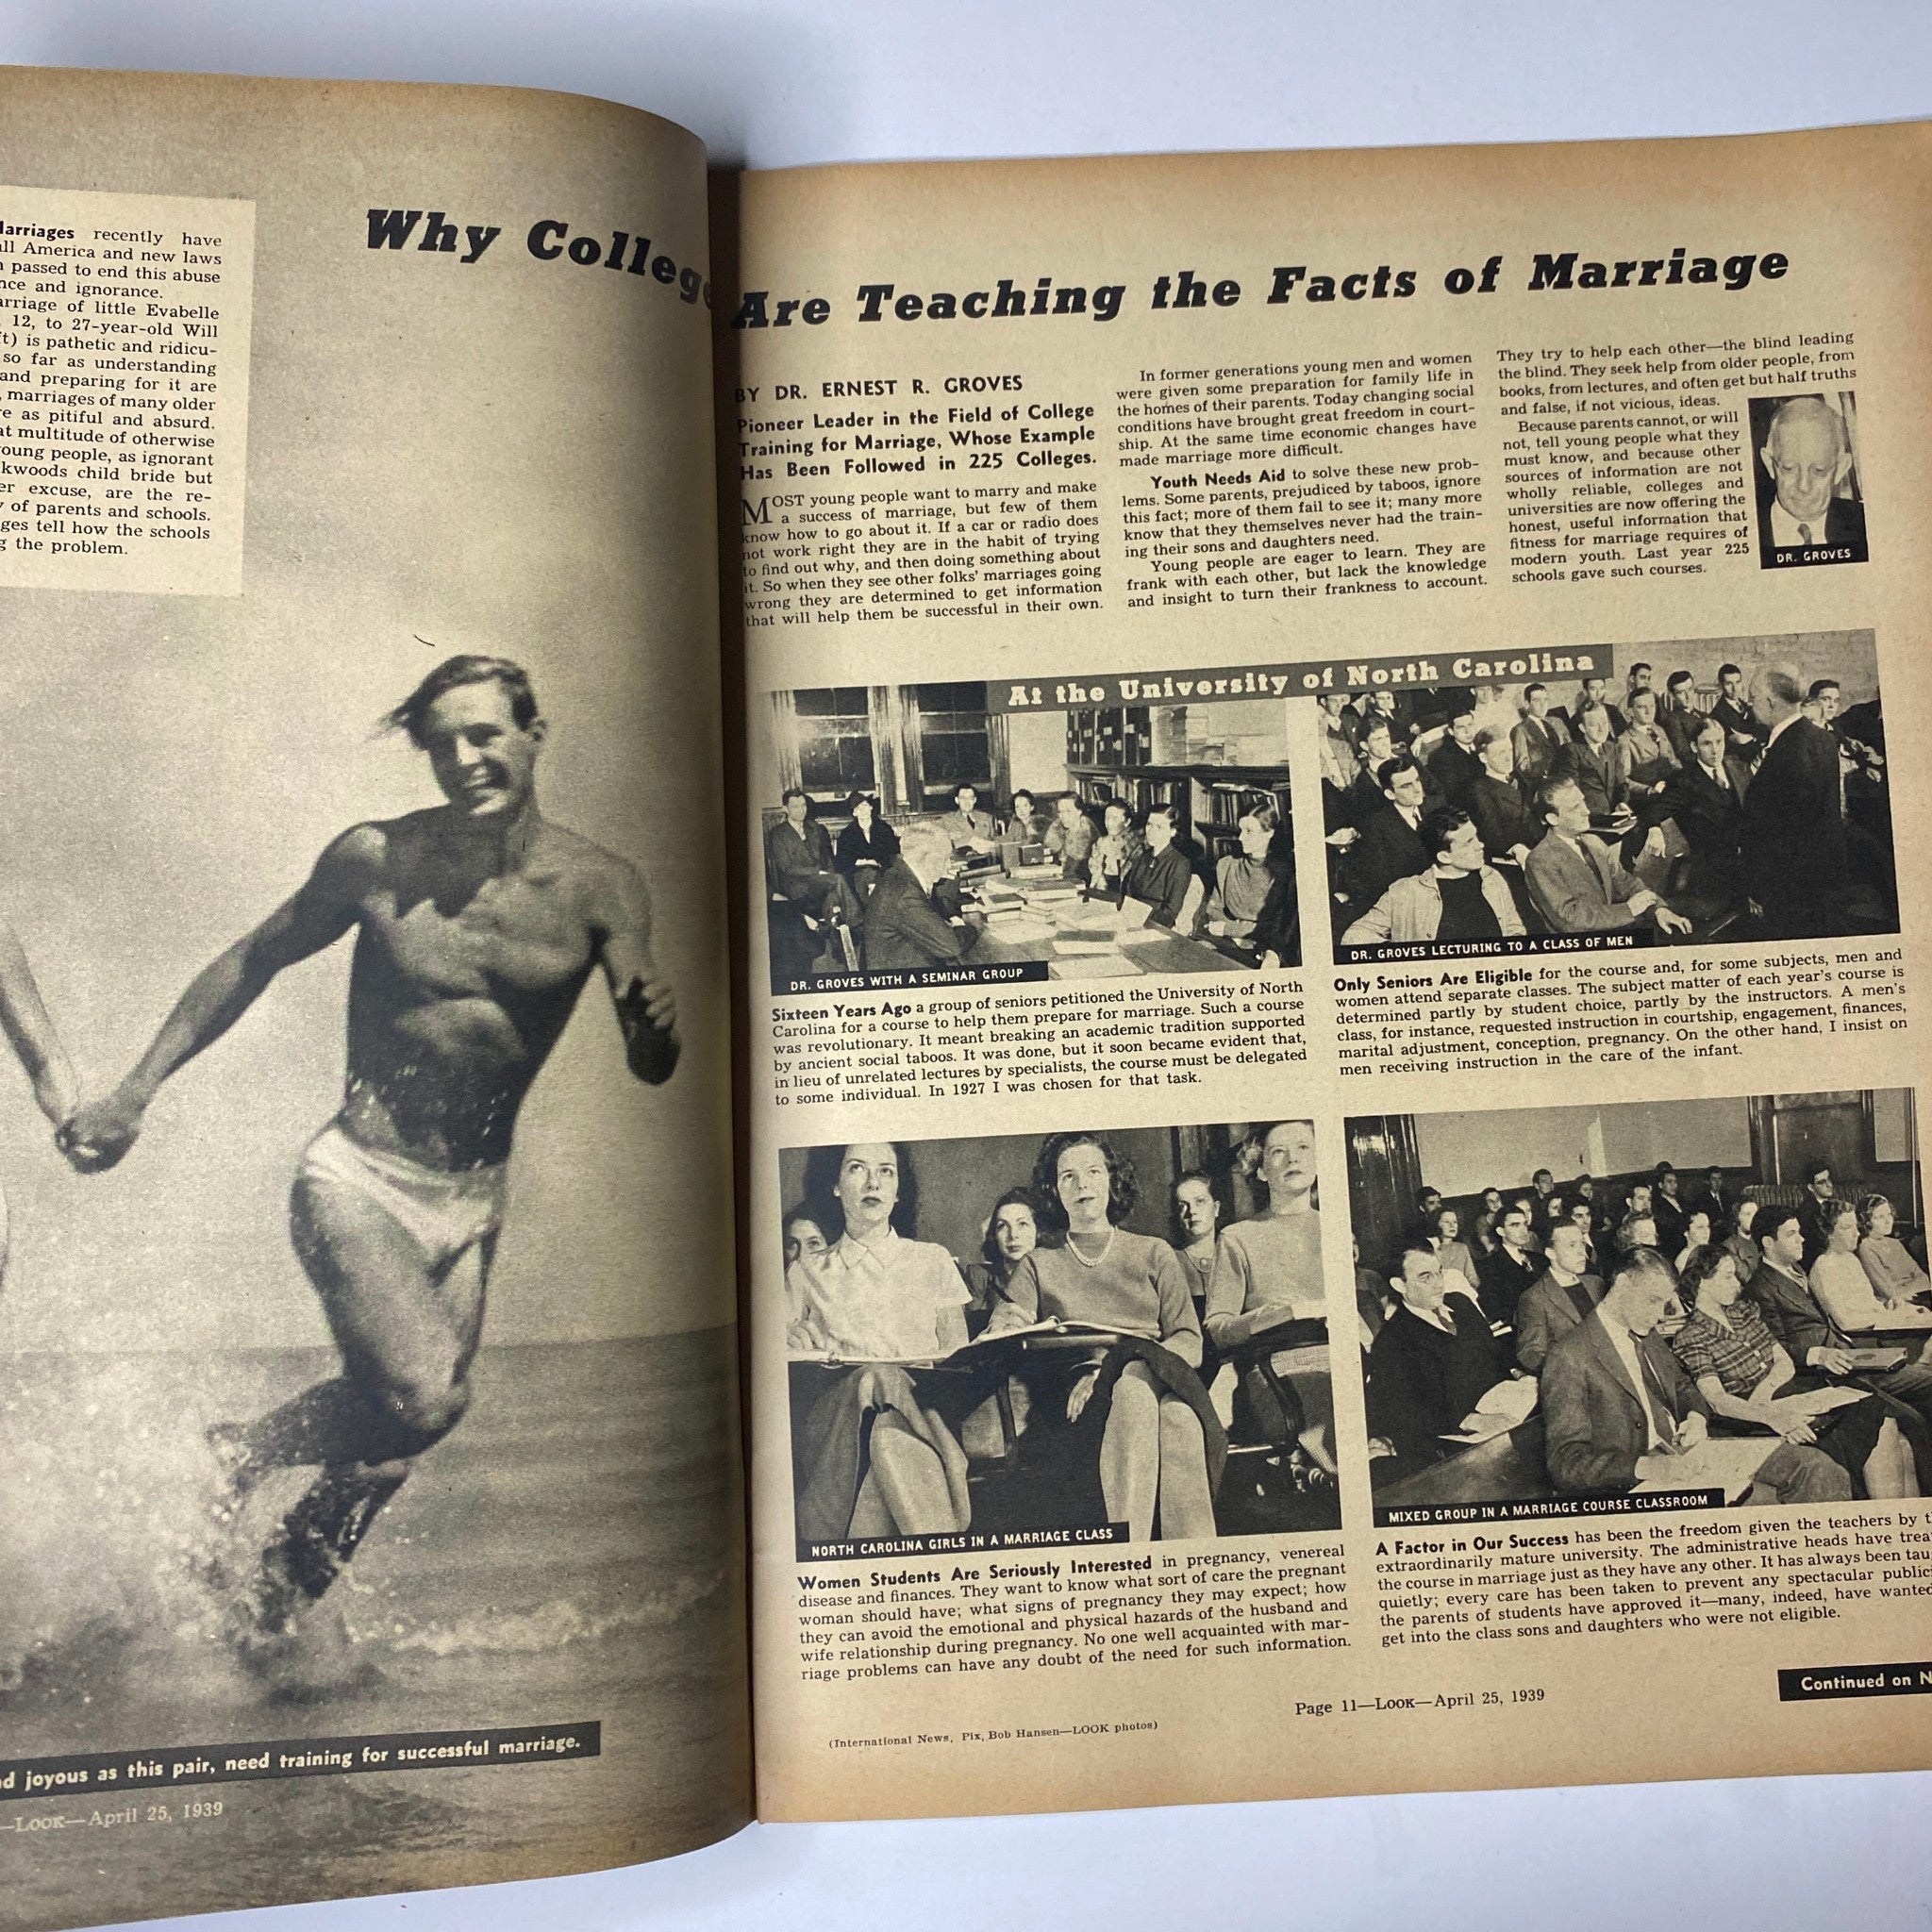 Marriages recently have
all America and new laws
passed to end this abuse
and ignorance.
marriage of little Evabelle
12, to 27-year-old Will
is pathetic and ridicu-
so far as understanding
and preparing for it are
marriages of many older
as pitiful and absurd.
multitude of otherwise
young people, as ignorant
child bride but
excuse, are the re-
of parents and schools.
tell how the schools
the problem.
joyous as this pair, need training for successful marriage.
—LOOK—April 25, 1939
Why College
Are Teaching the Facts of Marriage
BY DR. ERNEST R. GROVES
Pioneer Leader in the Field of College
Training for Marriage, Whose Example
Has Been Followed in 225 Colleges.
MOST young people want to marry and make
a success of marriage, but few of them
know how to go about it. If a car or radio does
not work right they are in the habit of trying
to find out why, and then doing something about
it. So when they see other folks' marriages going
wrong they are determined to get information
that will help them be successful in their own.
In former generations young men and women
were given some preparation for family life in
the homes of their parents. Today changing social
conditions have brought great freedom in court-
ship. At the same time economic changes have
made marriage more difficult.
Youth Needs Aid to solve these new prob-
lems. Some parents, prejudiced by taboos, ignore
this fact; more of them fail to see it; many more
know that they themselves never had the train-
ing their sons and daughters need.
Young people are eager to learn. They are
frank with each other, but lack the knowledge
and insight to turn their frankness to account.
They try to help each other—the blind leading
the blind. They seek help from older people, from
books, from lectures, and often get but half truths
and false, if not vicious, ideas.
Because parents cannot, or will
not, tell young people what they
must know, and because other
sources of information are not
wholly reliable, colleges and
universities are now offering the
honest, useful information that
fitness for marriage requires of
modern youth. Last year 225
schools gave such courses.
DR. GROVES
At the University of North Carolina
DR. GROVES WITH A SEMINAR GROUP
Sixteen Years Ago a group of seniors petitioned the University of North
Carolina for a course to help them prepare for marriage. Such a course
was revolutionary. It meant breaking an academic tradition supported
by ancient social taboos. It was done, but it soon became evident that,
in lieu of unrelated lectures by specialists, the course must be delegated
to some individual. In 1927 I was chosen for that task.
DR. GROVES LECTURING TO A CLASS OF MEN
Only Seniors Are Eligible for the course and, for some subjects, men and
women attend separate classes. The subject matter of each year's course is
determined partly by student choice, partly by the instructors. A men's
class, for instance, requested instruction in courtship, engagement, finances,
marital adjustment, conception, pregnancy. On the other hand, I insist on
men receiving instruction in the care of the infant.
NORTH CAROLINA GIRLS IN A MARRIAGE CLASS
Women Students Are Seriously Interested in pregnancy, venereal
disease and finances. They want to know what sort of care the pregnant
woman should have; what signs of pregnancy they may expect; how
they can avoid the emotional and physical hazards of the husband and
wife relationship during pregnancy. No one well acquainted with mar-
riage problems can have any doubt of the need for such information.
MIXED GROUP IN A MARRIAGE COURSE CLASSROOM
A Factor in Our Success has been the freedom given the teachers by
extraordinarily mature university. The administrative heads have
the course in marriage just as they have any other. It has always been
quietly; every care has been taken to prevent any spectacular
the parents of students have approved it—many, indeed, have wanted
get into the class sons and daughters who were not eligible.
Continued on
Page 11—LOOK—April 25, 1939
(International News, Pix, Bob Hansen—LOOK photos)